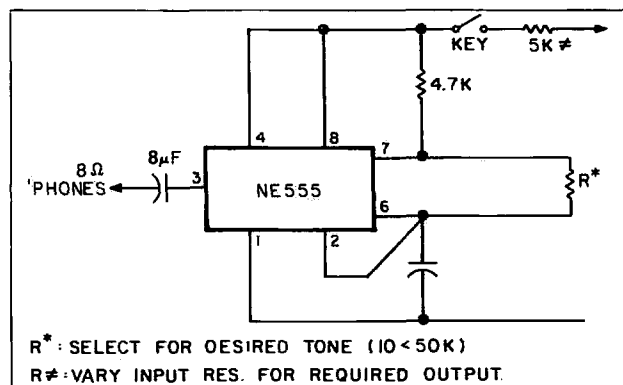 KEY
5K ≠
4.7K
4
8
7
8Ω
'PHONES
8µF
3
NE555
6
R*
1
2
R*: SELECT FOR OESIRED TONE (10<50K)
R≠: VARY INPUT RES. FOR REQUIRED OUTPUT.